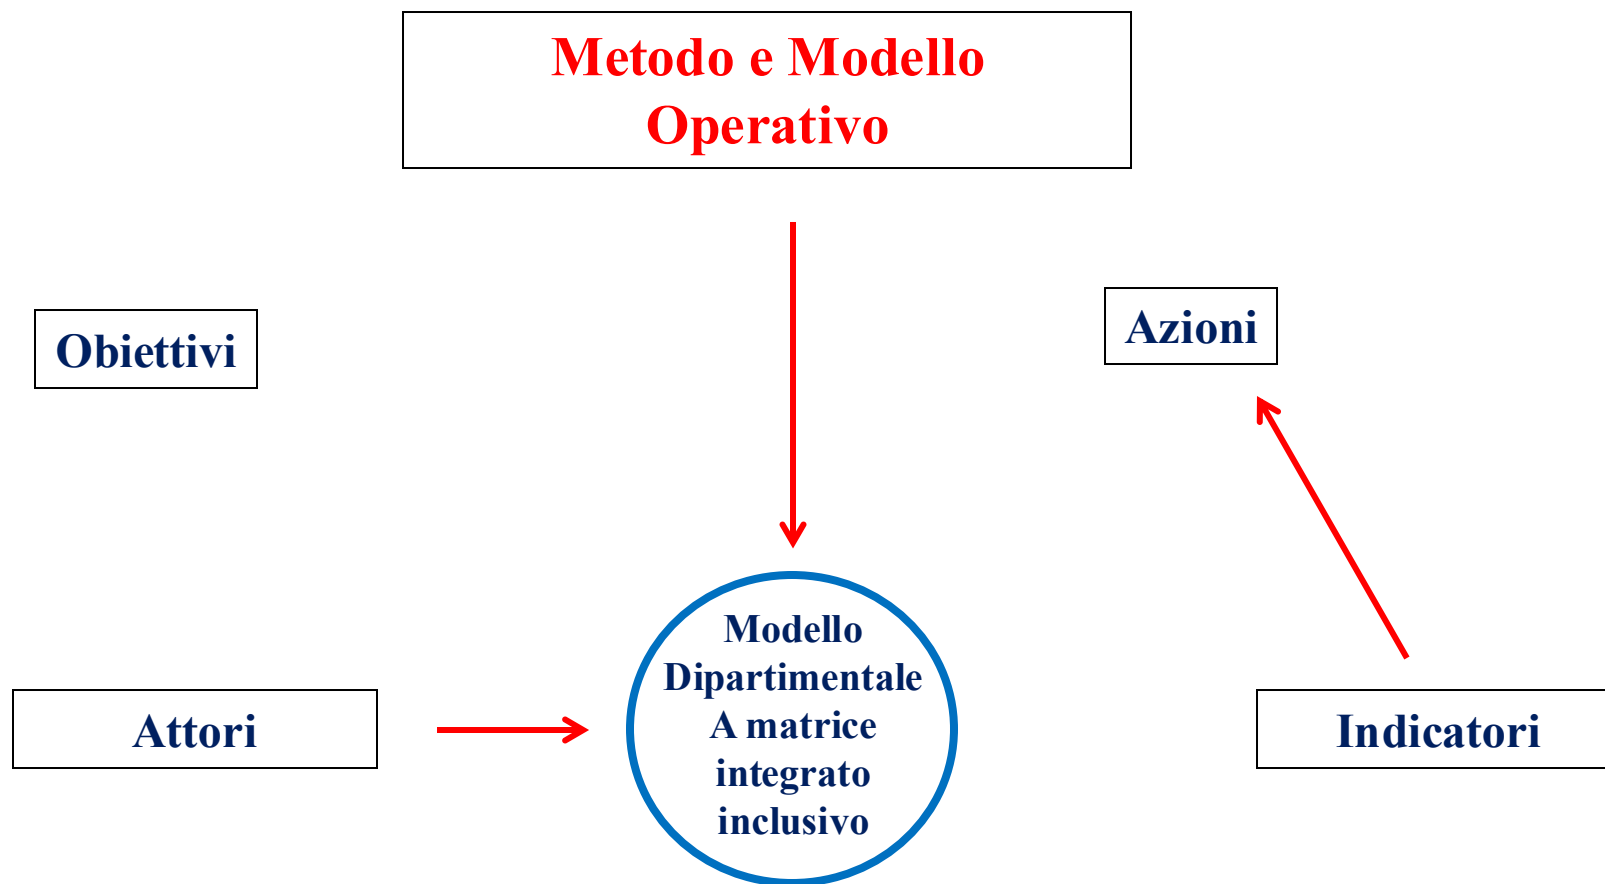 Metodo e Modello
Operativo
Obiettivi
Azioni
Attori
Modello
Dipartimentale
A matrice
integrato
inclusivo
Indicatori